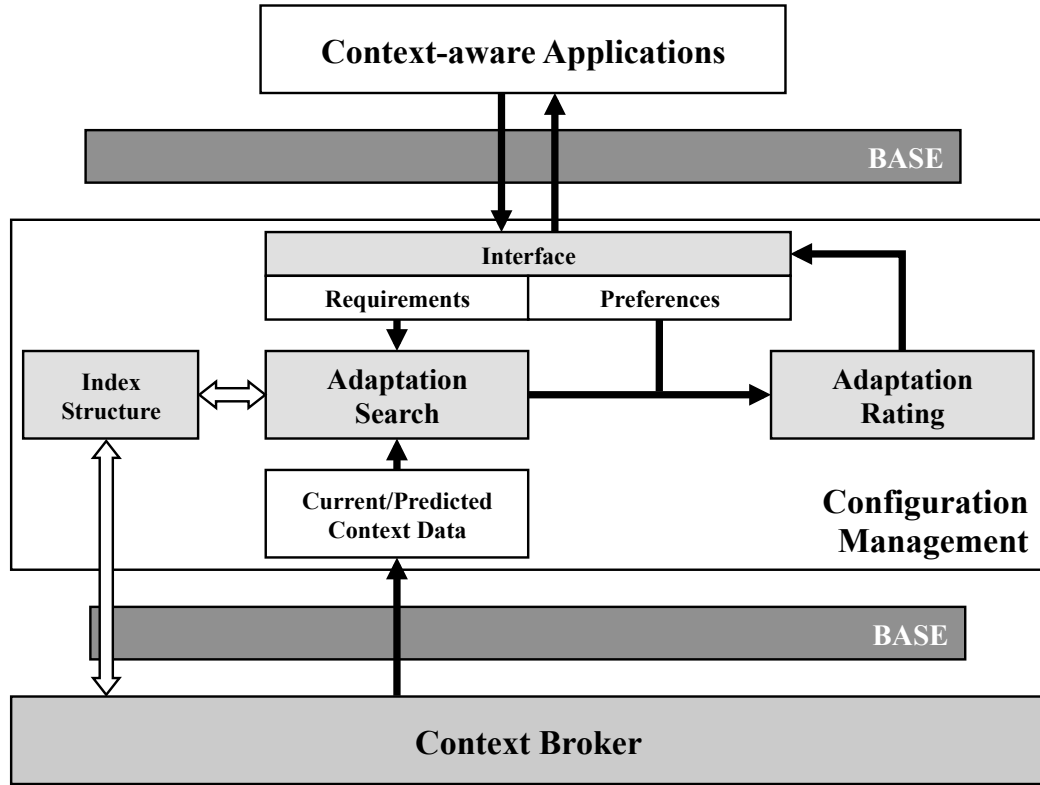 Context-aware Applications
BASE
Interface
Requirements
Preferences
Index
Structure
Adaptation
Search
Adaptation
Rating
Current/Predicted
Context Data
Configuration
Management
BASE
Context Broker